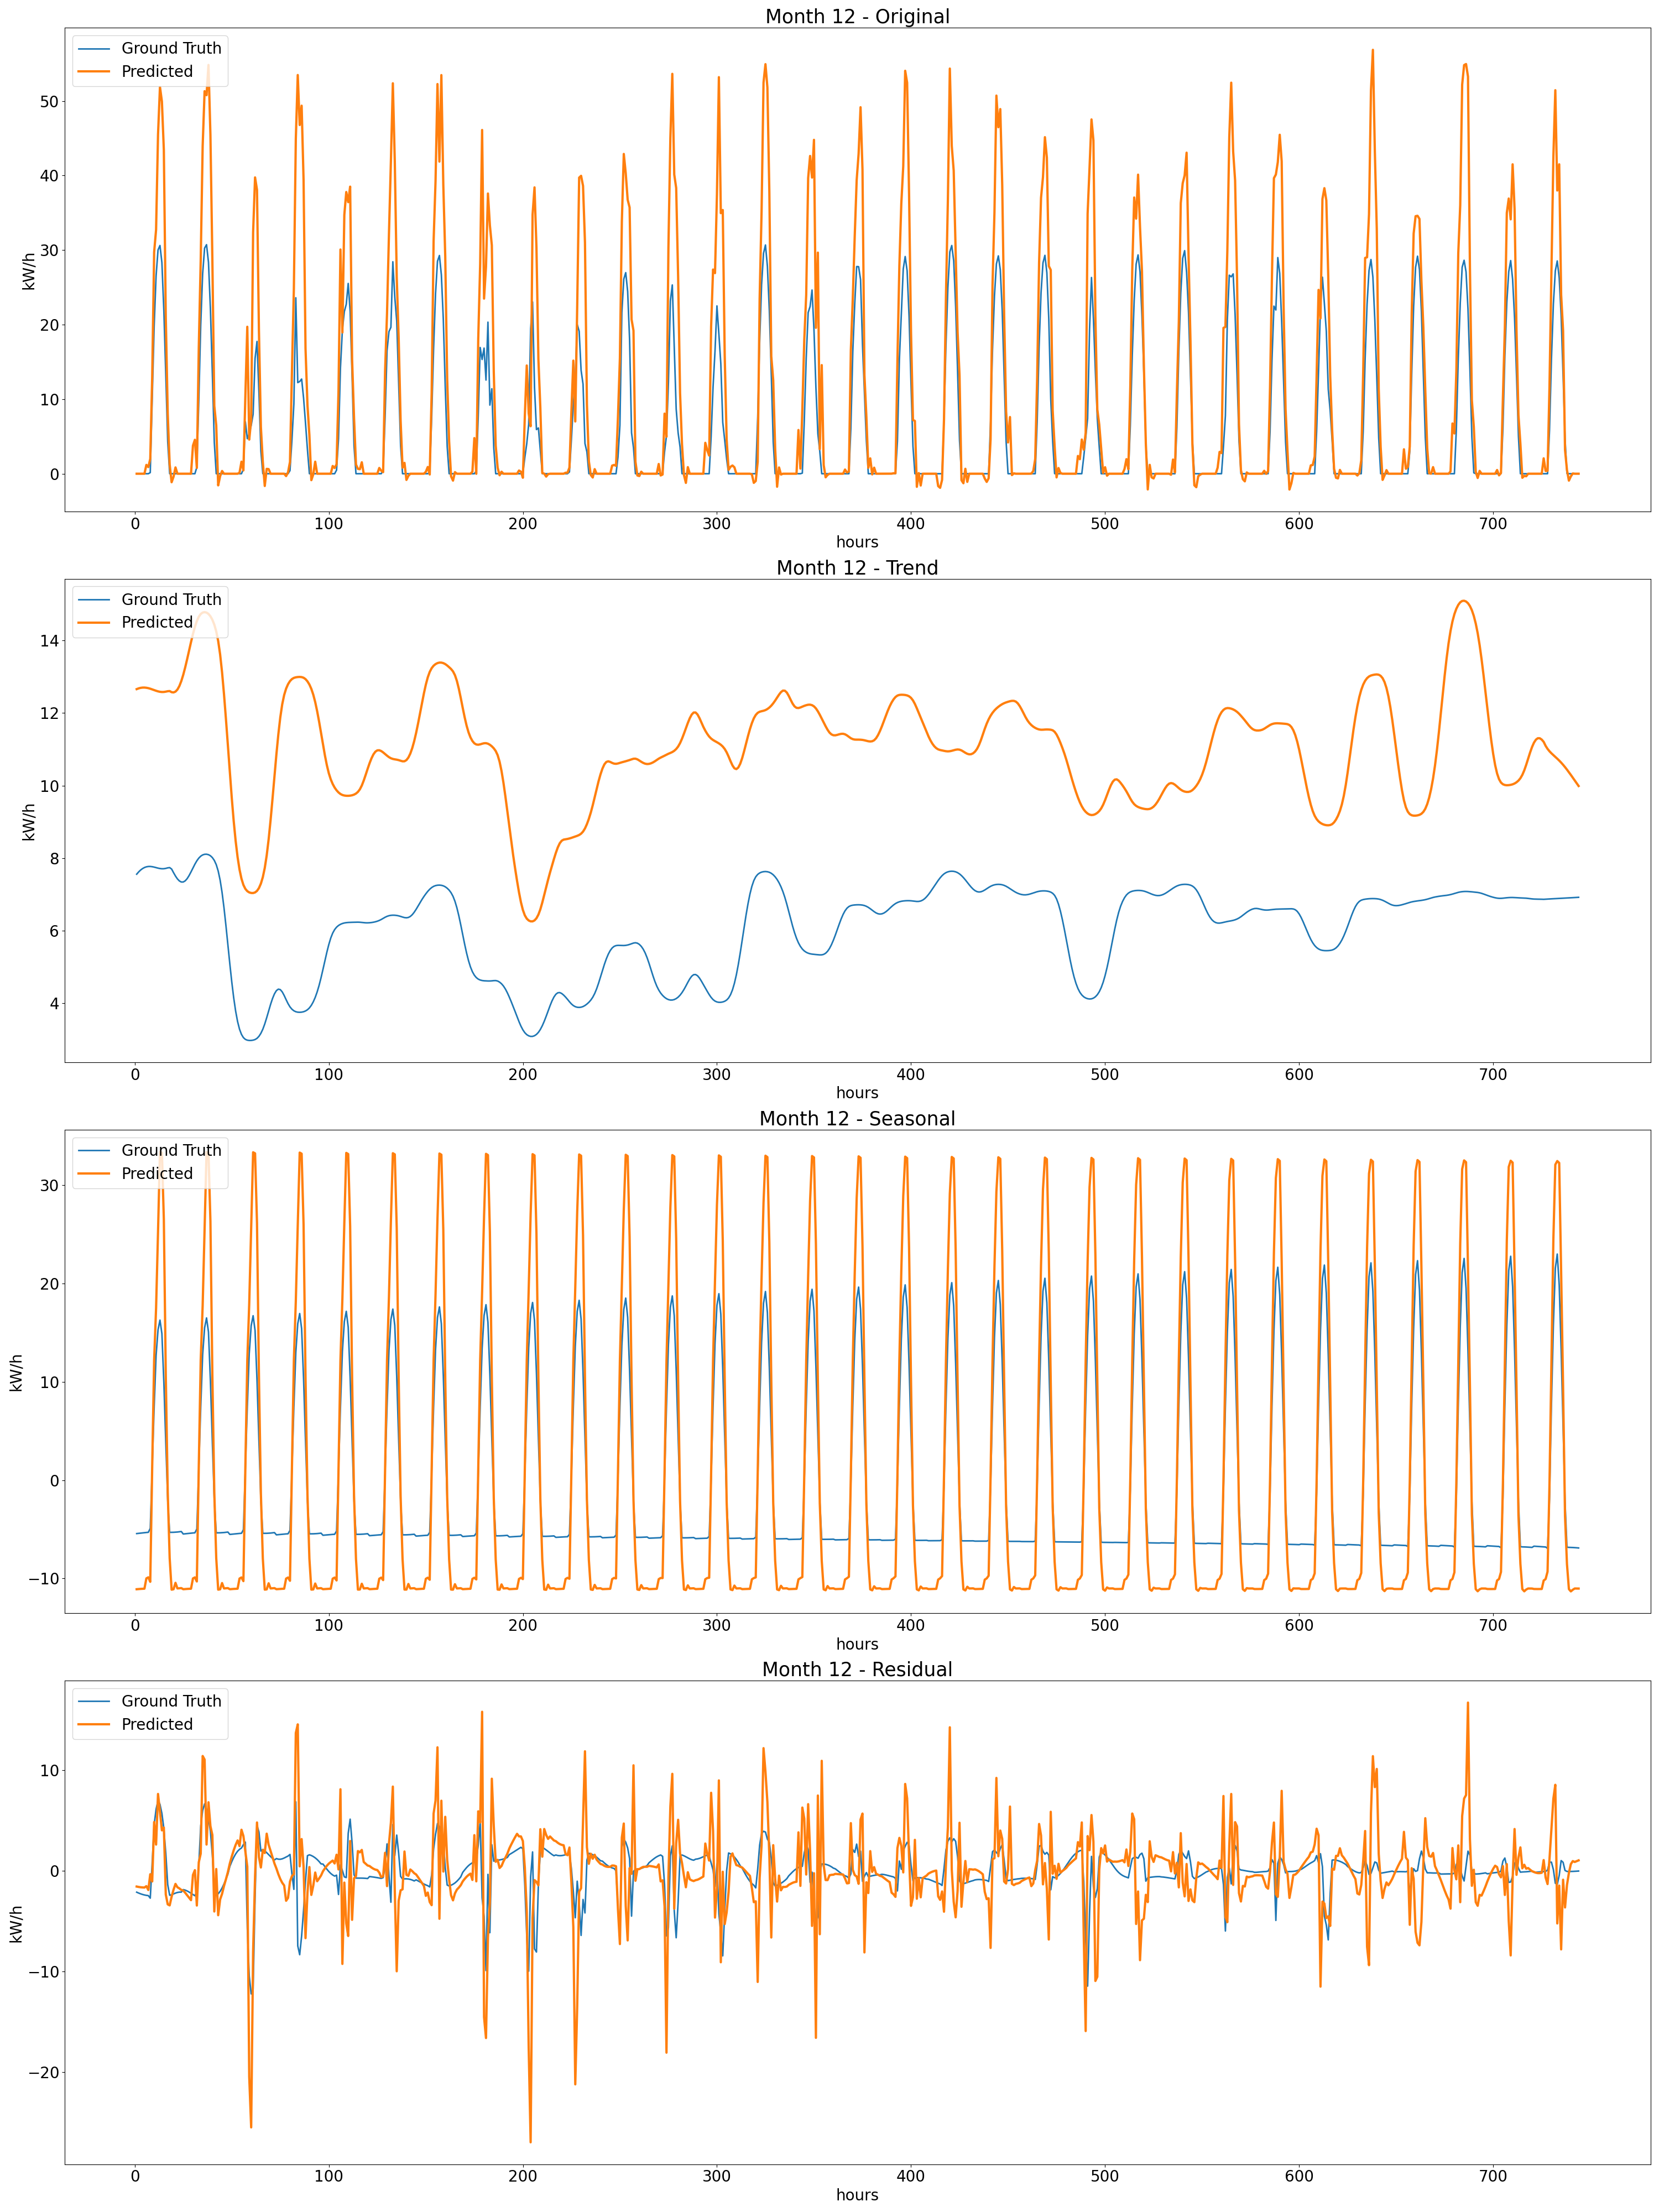 Month 12 - Original
Ground Truth
Predicted
50
40
30
20
10
0
kW/h
0 100 200 300 400 500 600 700
hours
Month 12 - Trend
Ground Truth
Predicted
14
12
10
8
6
4
kW/h
0 100 200 300 400 500 600 700
hours
Month 12 - Seasonal
Ground Truth
Predicted
30
20
10
0
−10
kW/h
0 100 200 300 400 500 600 700
hours
Month 12 - Residual
Ground Truth
Predicted
10
0
−10
−20
kW/h
0 100 200 300 400 500 600 700
hours